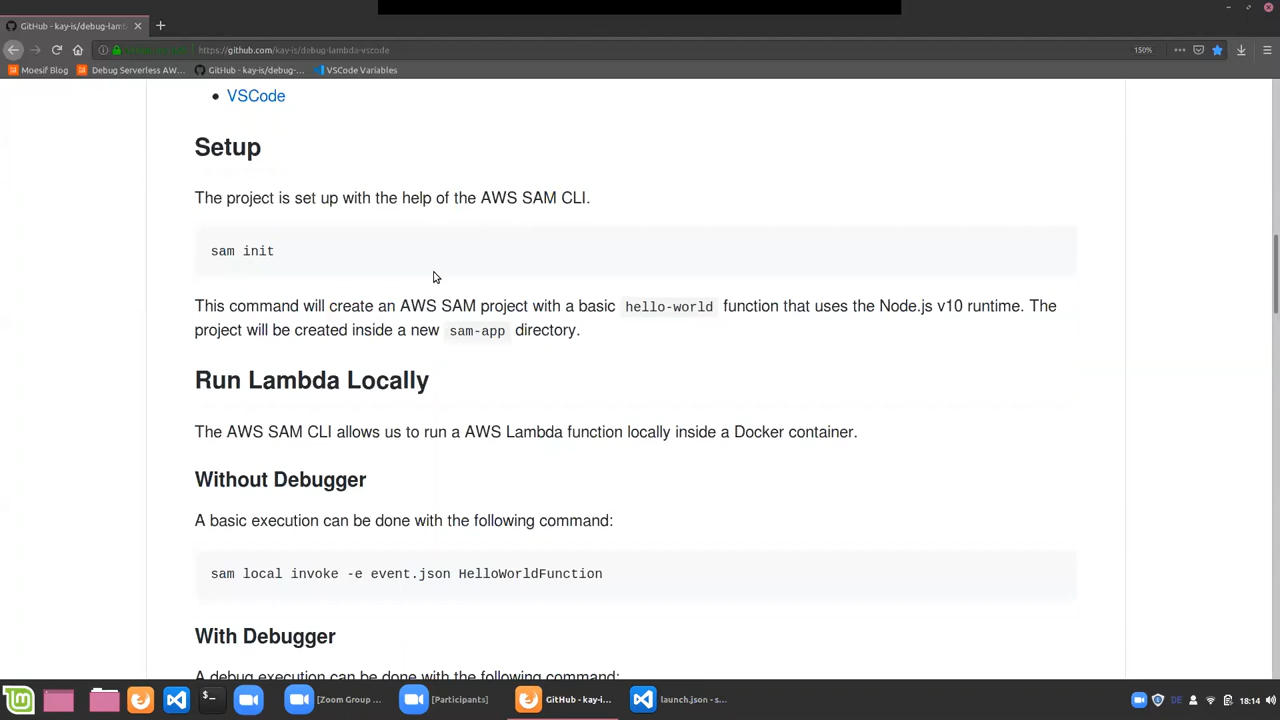 GitHub - kay-is/debug-lamb
https://github.com/kay-is/debug-lambda-vscode
150%
Moesif Blog
Debug Serverless AW...
GitHub - kay-is/debug-...
VSCode Variables
VSCode
Setup
The project is set up with the help of the AWS SAM CLI.
sam init
This command will create an AWS SAM project with a basic hello-world function that uses the Node.js v10 runtime. The
project will be created inside a new sam-app directory.
Run Lambda Locally
The AWS SAM CLI allows us to run a AWS Lambda function locally inside a Docker container.
Without Debugger
A basic execution can be done with the following command:
sam local invoke -e event.json HelloWorldFunction
With Debugger
A debug execution can be done with the following command:
[Zoom Group ...
[Participants]
GitHub - kay-i...
launch.json - s...
DE
18:14